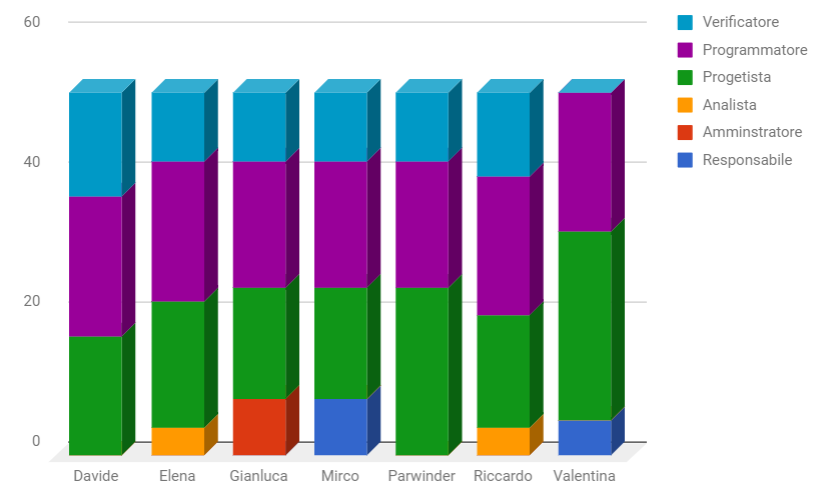 60
40
20
0
Davide
Elena
Gianluca
Mirco
Parwinder
Riccardo
Valentina
Verificatore
Programmatore
Progetista
Analista
Amminstratore
Responsabile